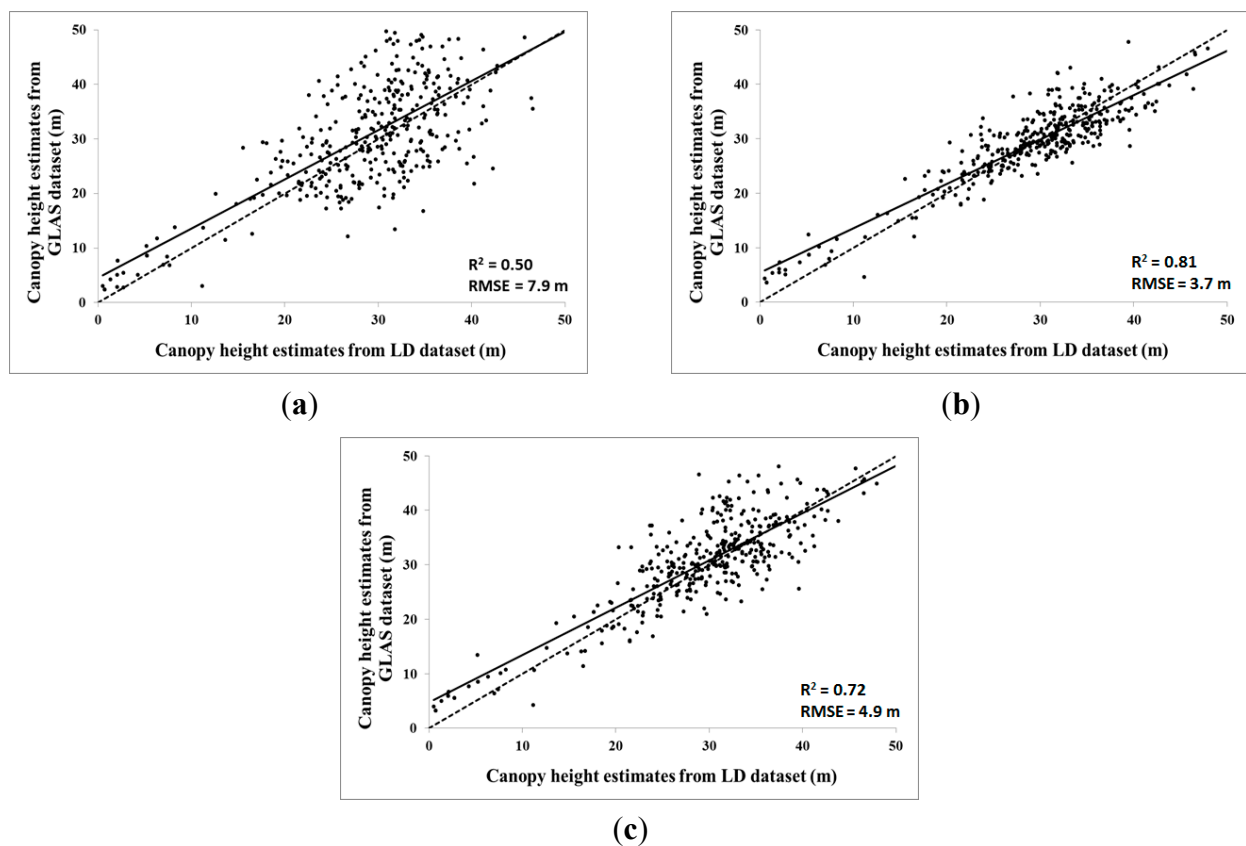 50
40
30
20
10
0
Canopy height estimates from
GLAS dataset (m)
R² = 0.50
RMSE = 7.9 m
0 10 20 30 40 50
Canopy height estimates from LD dataset (m)
(a)
50
40
30
20
10
0
Canopy height estimates from
GLAS dataset (m)
R² = 0.81
RMSE = 3.7 m
0 10 20 30 40 50
Canopy height estimates from LD dataset (m)
(b)
50
40
30
20
10
0
Canopy height estimates from
GLAS dataset (m)
R² = 0.72
RMSE = 4.9 m
0 10 20 30 40 50
Canopy height estimates from LD dataset (m)
(c)